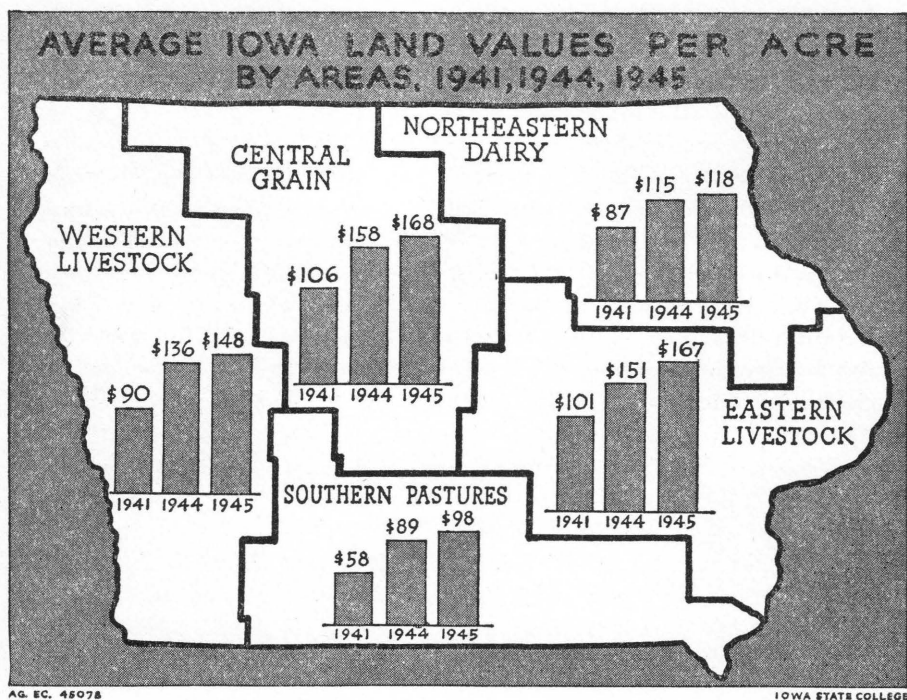 AVERAGE IOWA LAND VALUES PER ACRE
BY AREAS, 1941, 1944, 1945
WESTERN
LIVESTOCK
$90
$136
$148
1941 1944 1945
CENTRAL
GRAIN
$106
$158
$168
1941 1944 1945
NORTHEASTERN
DAIRY
$87
$115
$118
1941 1944 1945
EASTERN
LIVESTOCK
$101
$151
$167
1941 1944 1945
SOUTHERN PASTURES
$58
$89
$98
1941 1944 1945
AG. EC. 45078
IOWA STATE COLLEGE